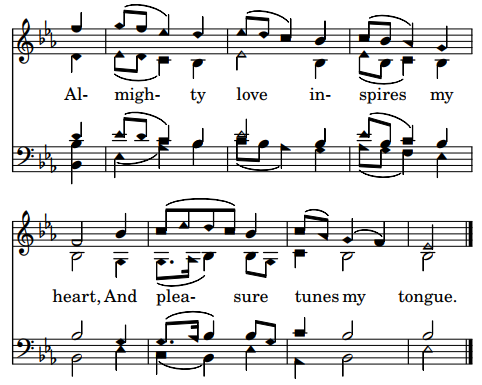 Al- migh- ty love in- spires my
heart, And plea- sure tunes my tongue.